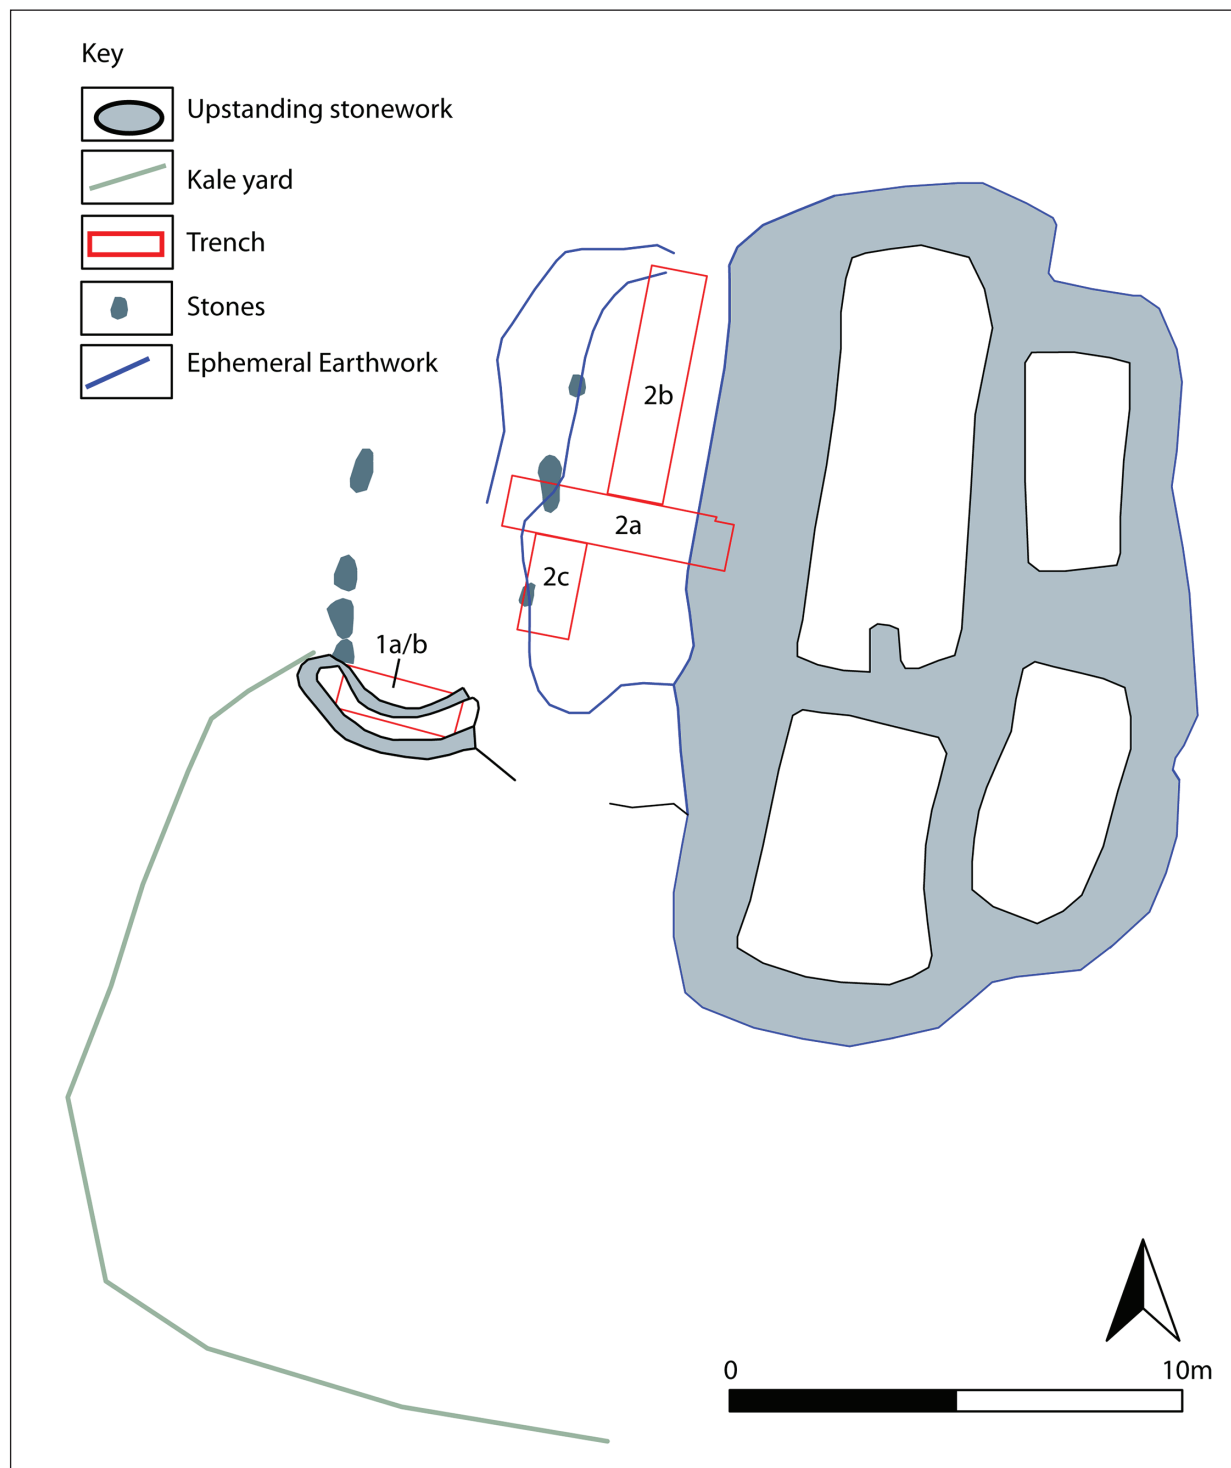 Key
Upstanding stonework
Kale yard
Trench
Stones
Ephemeral Earthwork
2b
2a
2c
1a/b
0 10m